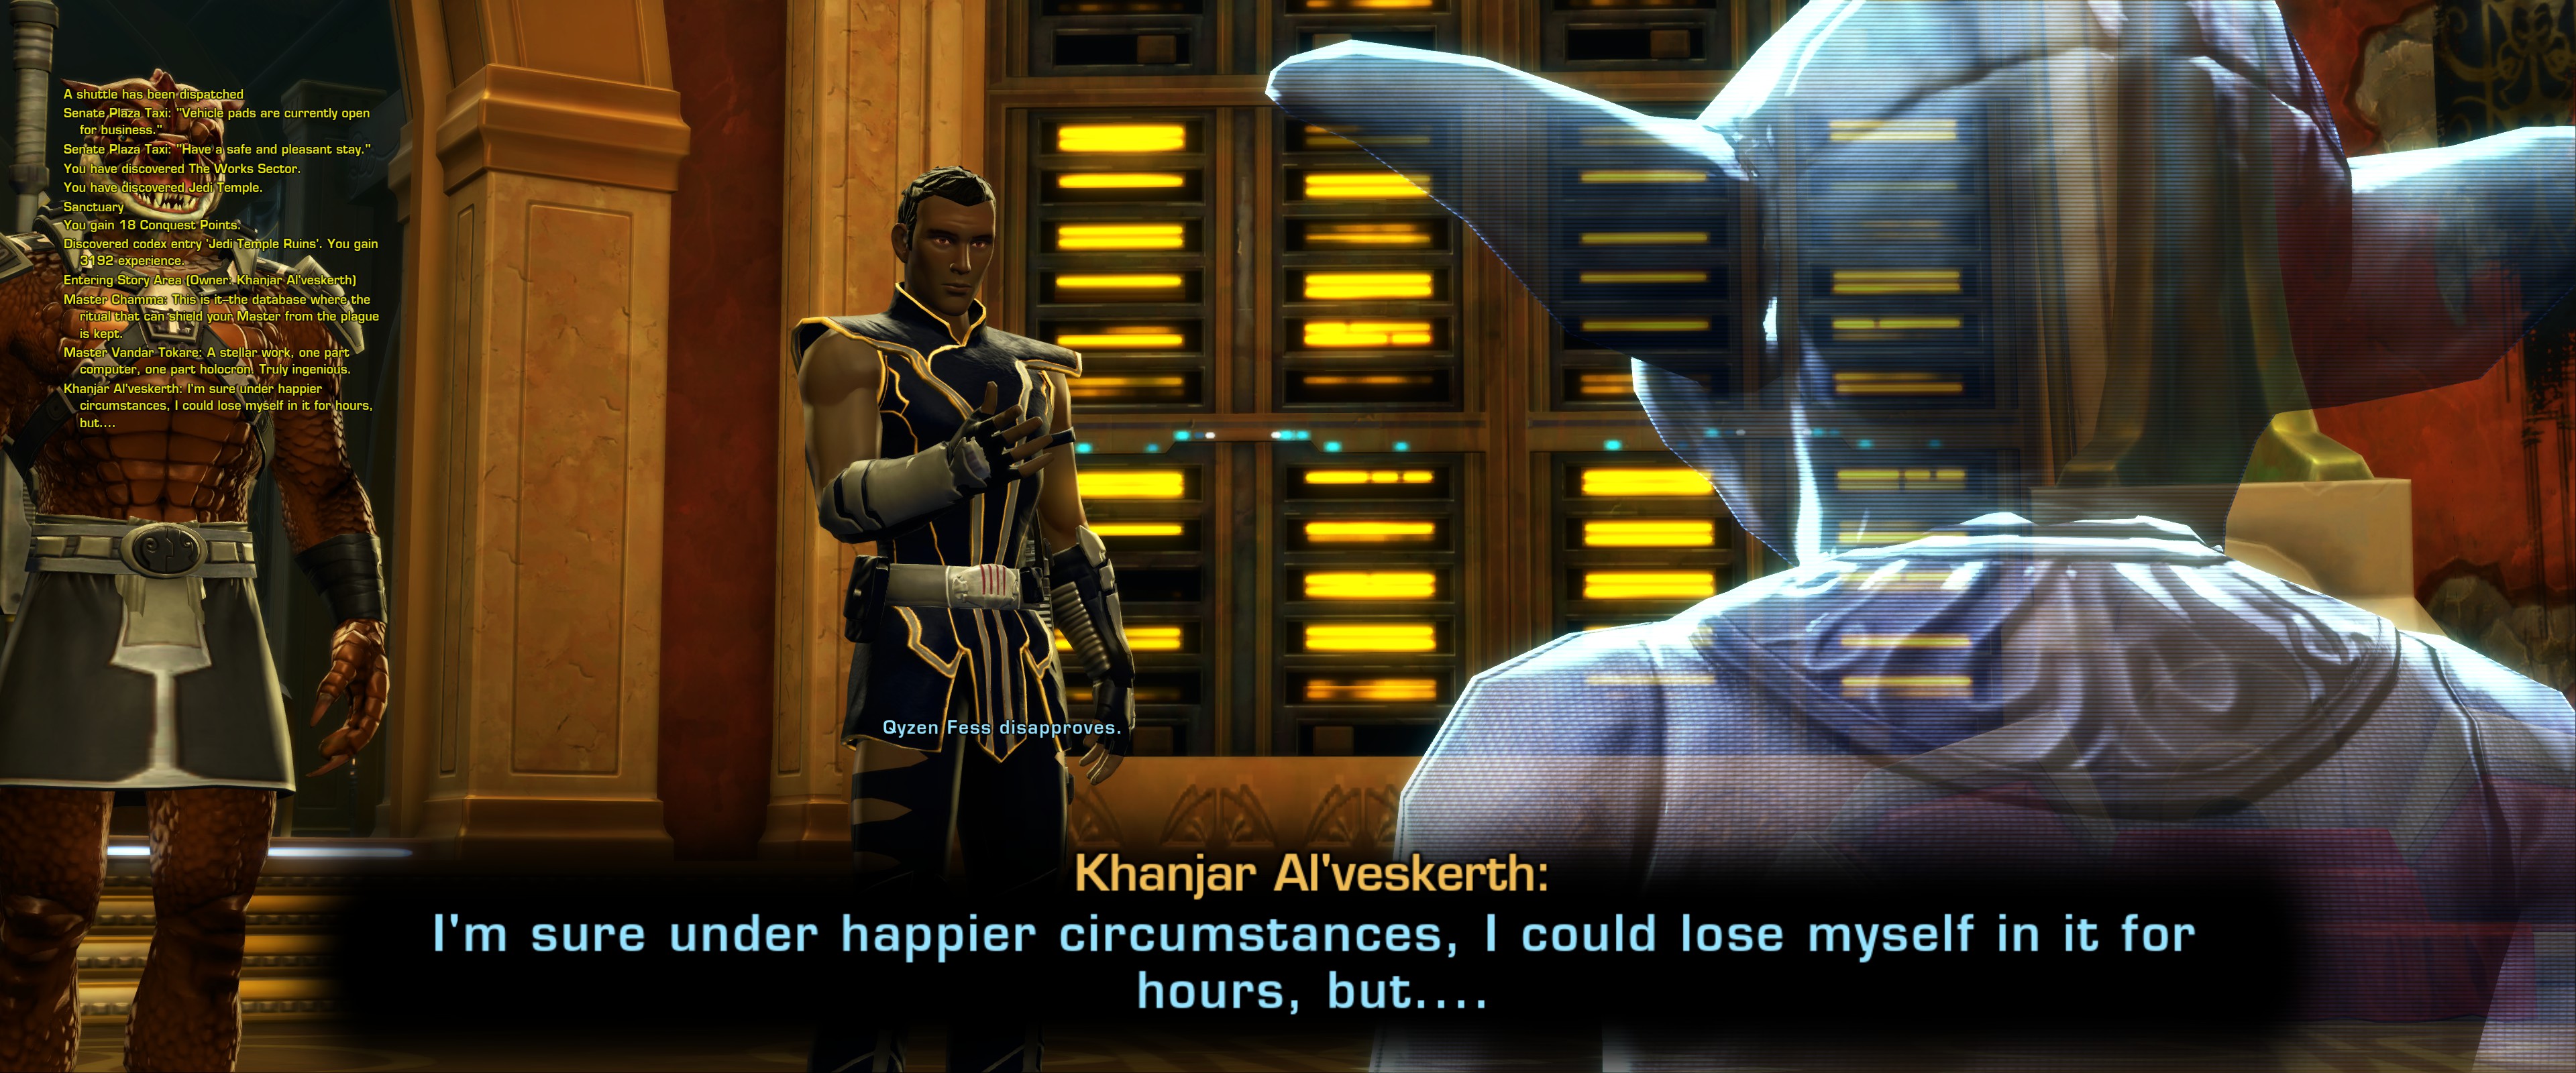 A shuttle has been dispatched
Senate Plaza Taxi: "Vehicle pads are currently open
for business."
Senate Plaza Taxi: "Have a safe and pleasant stay."
You have discovered The Works Sector.
You have discovered Jedi Temple.
Sanctuary
You gain 18 Conquest Points.
Discovered codex entry 'Jedi Temple Ruins'. You gain
3192 experience.
Entering Story Area (Owner: Khanjar Al'veskerth)
Master Chamma: This is it–the database where the
ritual that can shield your Master from the plague
is kept.
Master Vandar Tokare: A stellar work, one part
computer, one part holocron. Truly ingenious.
Khanjar Al'veskerth: I'm sure under happier
circumstances, I could lose myself in it for hours,
but....
Qyzen Fess disapproves.
Khanjar Al'veskerth:
I'm sure under happier circumstances, I could lose myself in it for
hours, but....